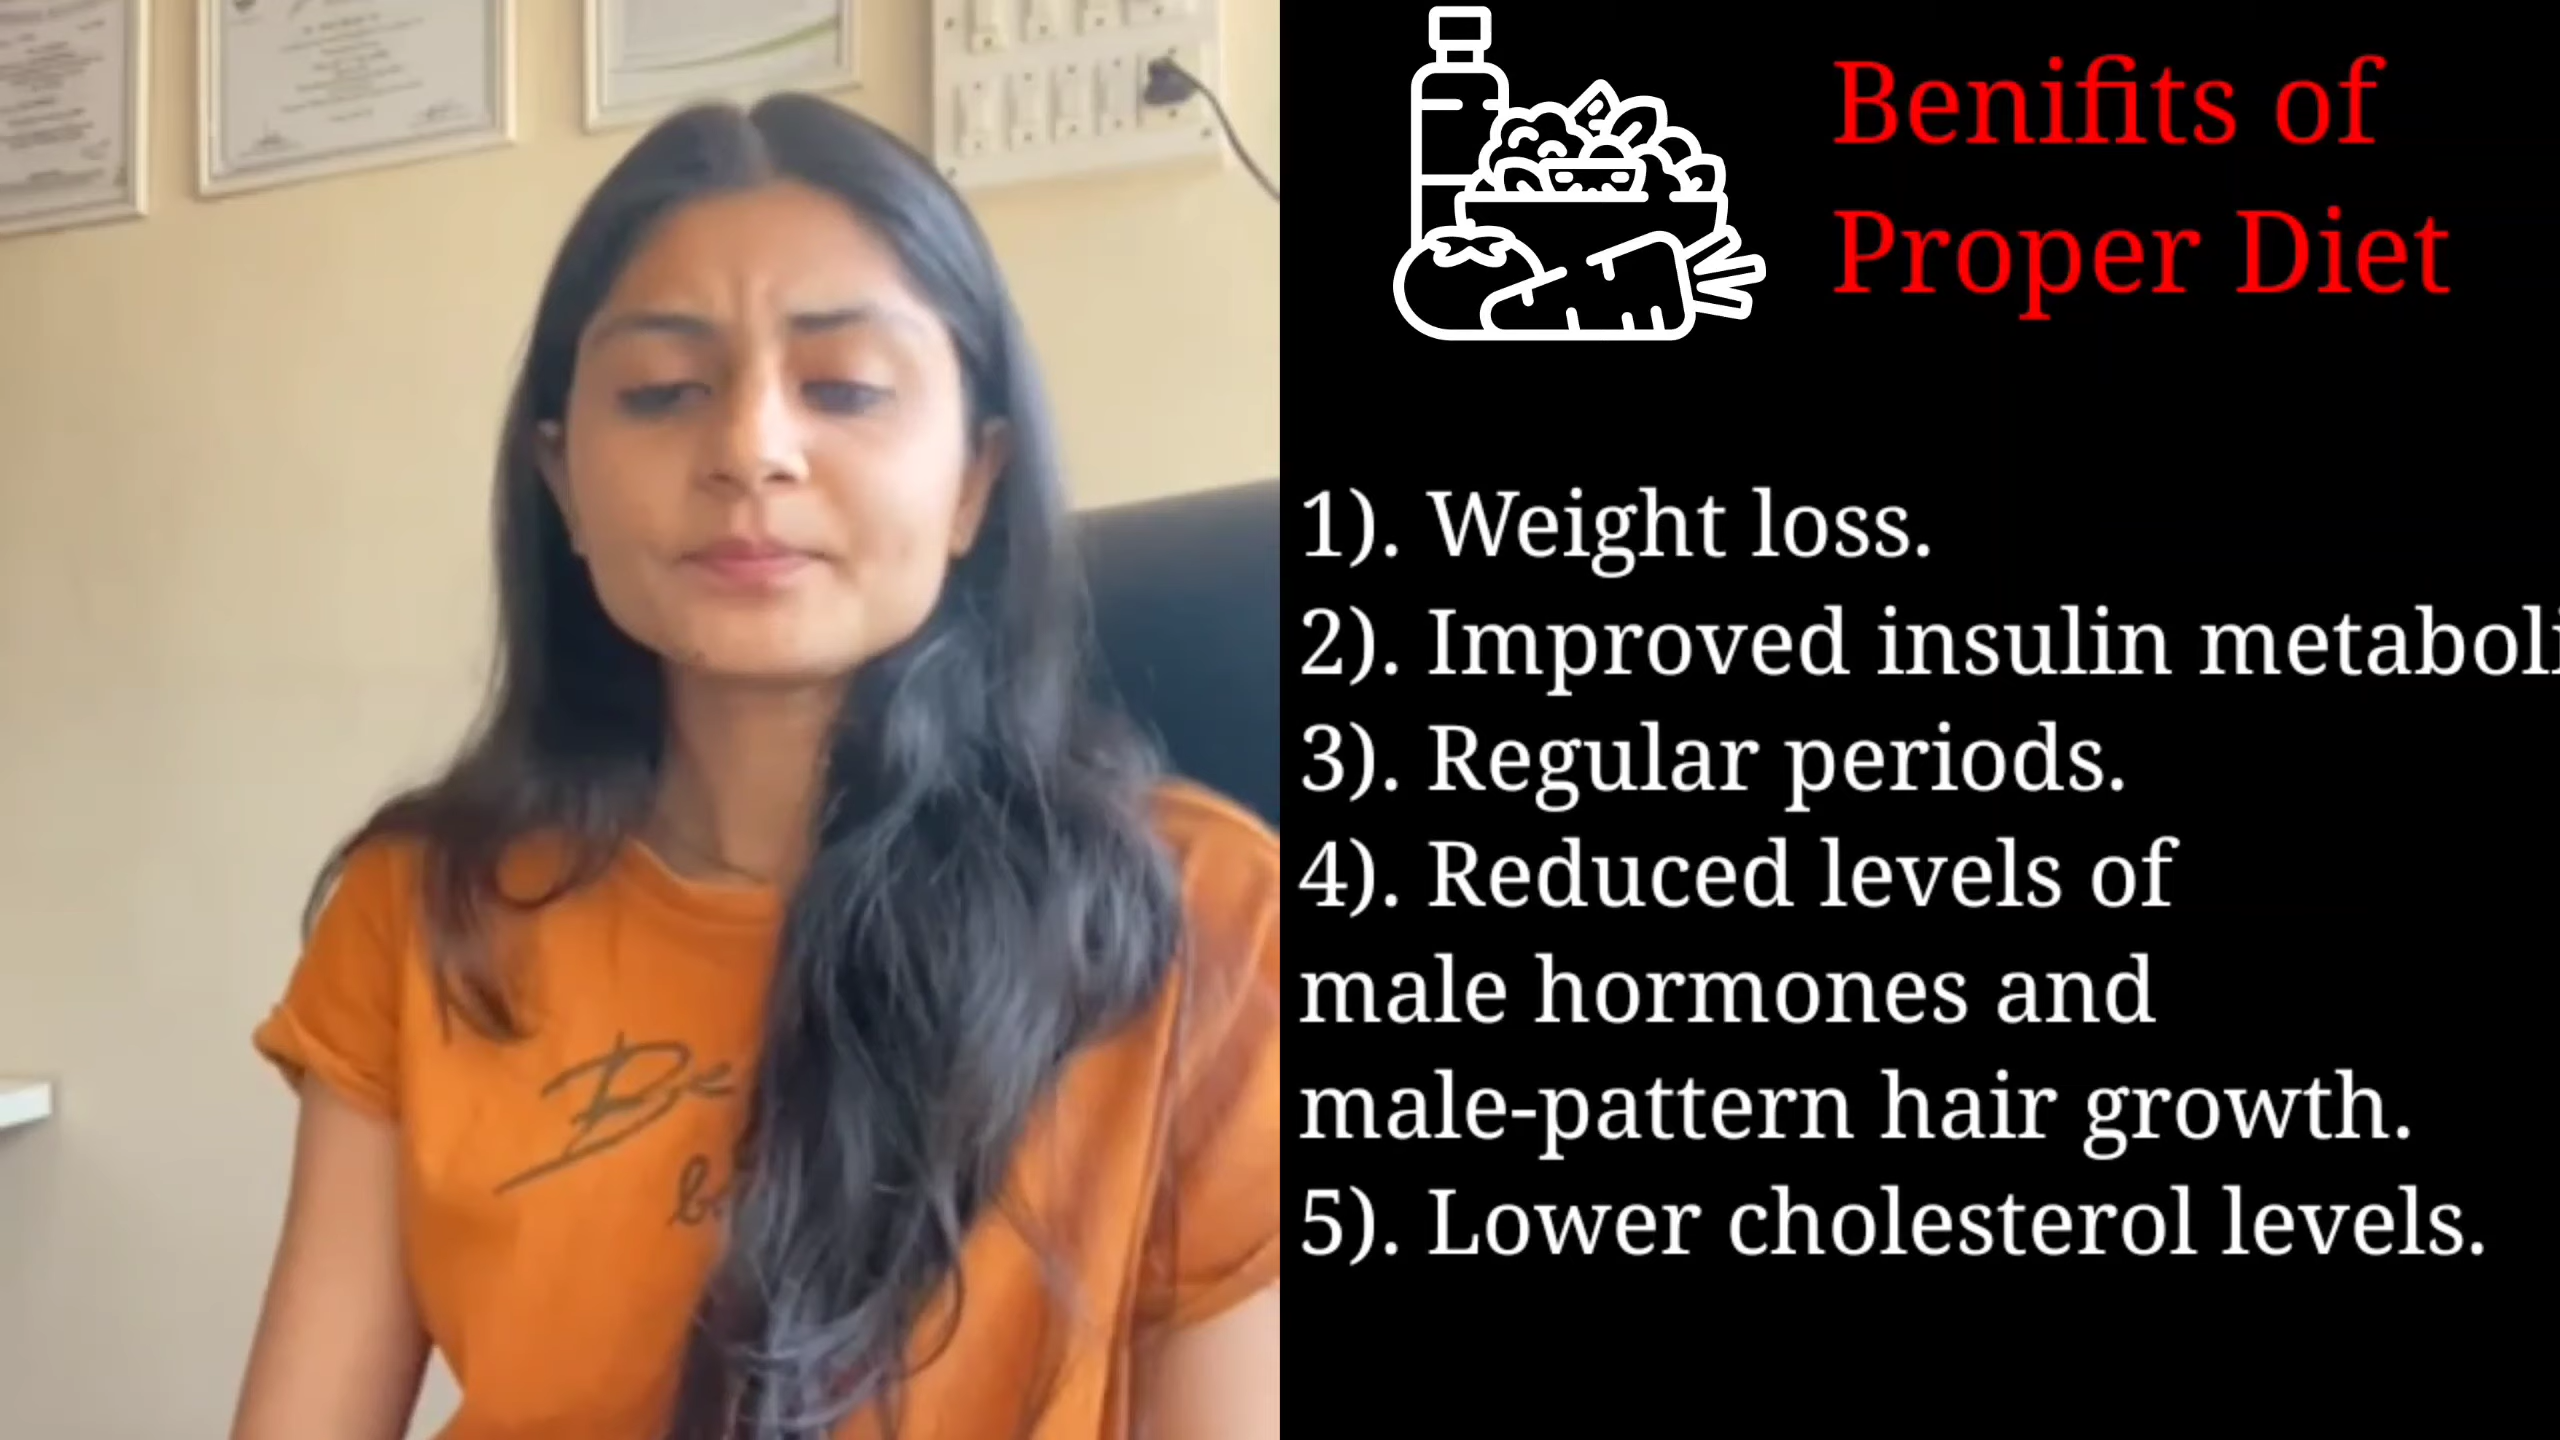 Benifits of
Proper Diet
1). Weight loss.
2). Improved insulin metaboli
3). Regular periods.
4). Reduced levels of
male hormones and
male-pattern hair growth.
5). Lower cholesterol levels.
Be